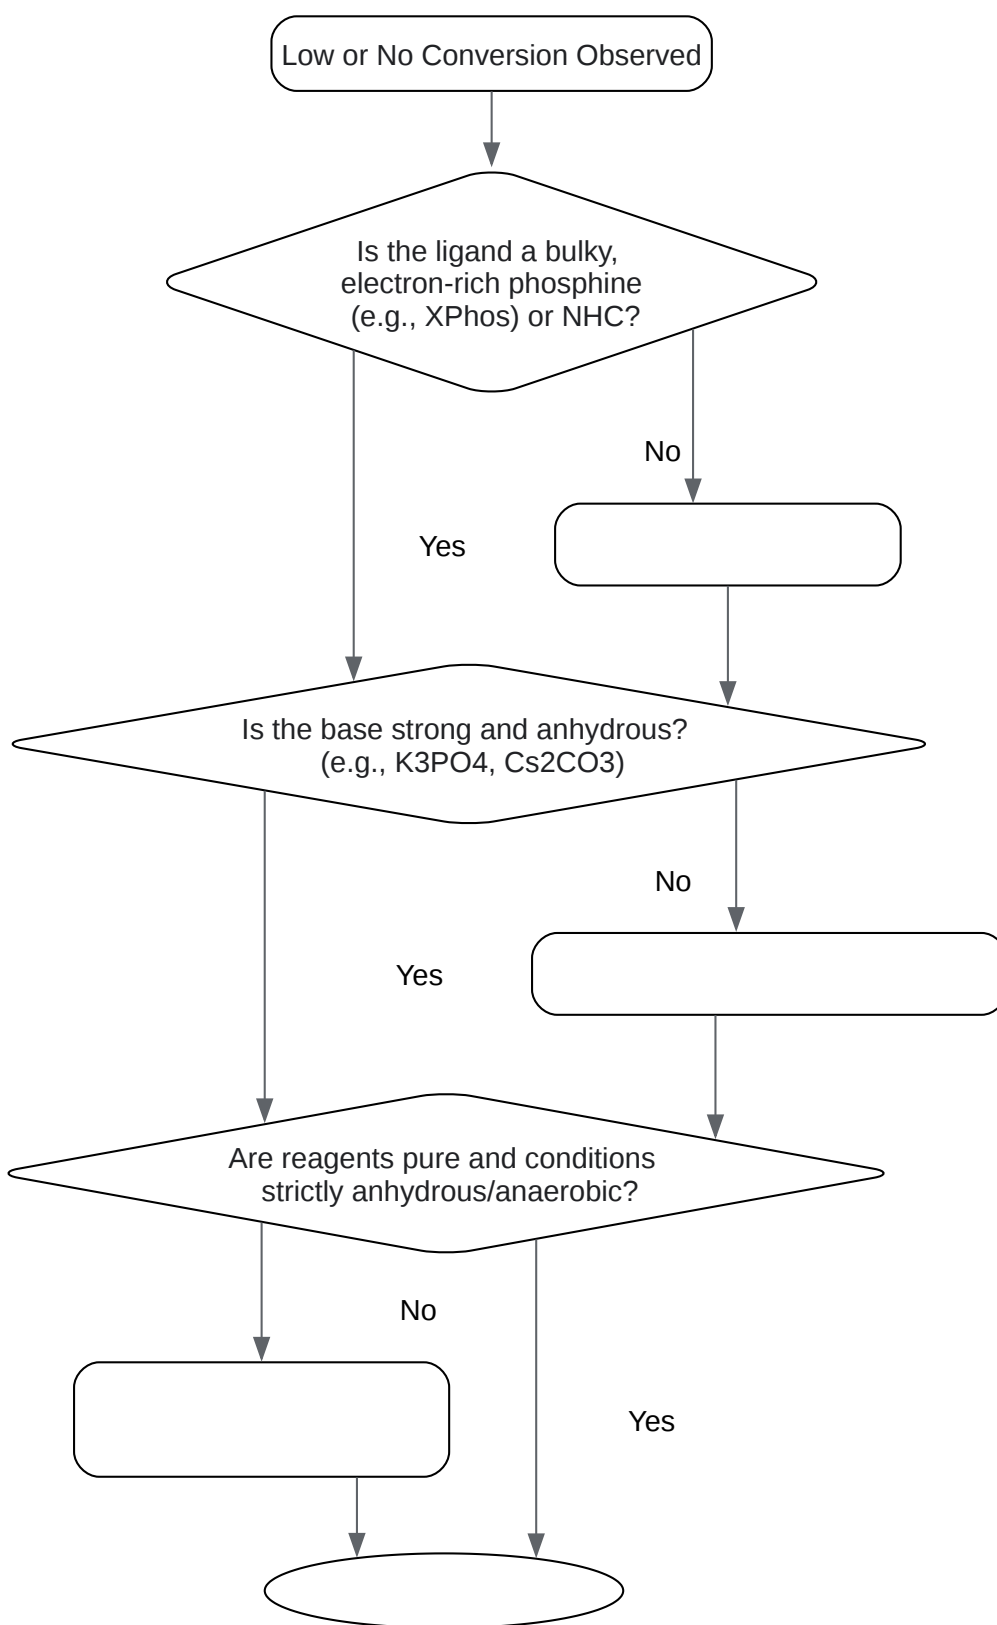 Low or No Conversion Observed
Is the ligand a bulky,
electron-rich phosphine
(e.g., XPhos) or NHC?
No
Yes
Is the base strong and anhydrous?
(e.g., K3PO4, Cs2CO3)
No
Yes
Are reagents pure and conditions
strictly anhydrous/anaerobic?
No
Yes